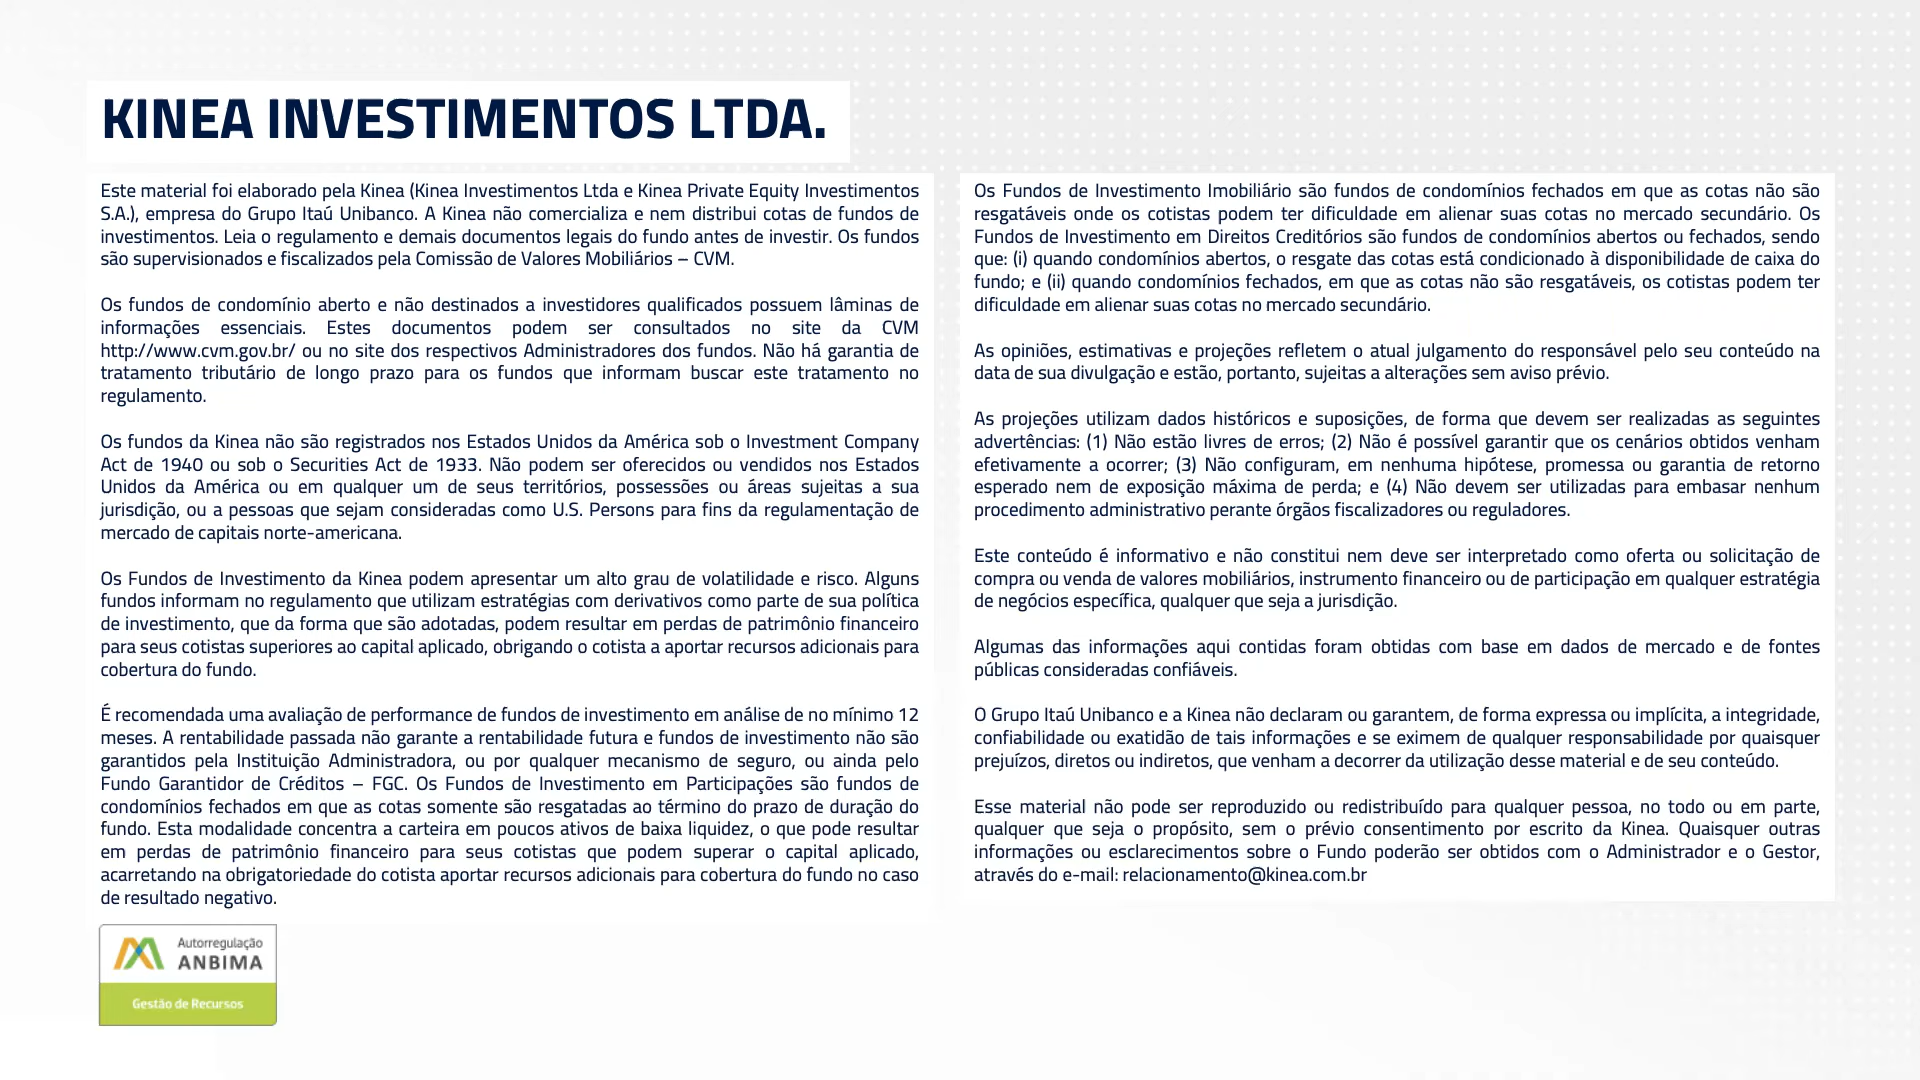 KINEA INVESTIMENTOS LTDA.
Este material foi elaborado pela Kinea (Kinea Investimentos Ltda e Kinea Private Equity Investimentos
S.A.), empresa do Grupo Itaú Unibanco. A Kinea não comercializa e nem distribui cotas de fundos de
investimentos. Leia o regulamento e demais documentos legais do fundo antes de investir. Os fundos
são supervisionados e fiscalizados pela Comissão de Valores Mobiliários – CVM.
Os fundos de condomínio aberto e não destinados a investidores qualificados possuem lâminas de
informações essenciais. Estes documentos podem ser consultados no site da CVM
http://www.cvm.gov.br/ ou no site dos respectivos Administradores dos fundos. Não há garantia de
tratamento tributário de longo prazo para os fundos que informam buscar este tratamento no
regulamento.
Os fundos da Kinea não são registrados nos Estados Unidos da América sob o Investment Company
Act de 1940 ou sob o Securities Act de 1933. Não podem ser oferecidos ou vendidos nos Estados
Unidos da América ou em qualquer um de seus territórios, possessões ou áreas sujeitas a sua
jurisdição, ou a pessoas que sejam consideradas como U.S. Persons para fins da regulamentação de
mercado de capitais norte-americana.
Os Fundos de Investimento da Kinea podem apresentar um alto grau de volatilidade e risco. Alguns
fundos informam no regulamento que utilizam estratégias com derivativos como parte de sua política
de investimento, que da forma que são adotadas, podem resultar em perdas de patrimônio financeiro
para seus cotistas superiores ao capital aplicado, obrigando o cotista a aportar recursos adicionais para
cobertura do fundo.
É recomendada uma avaliação de performance de fundos de investimento em análise de no mínimo 12
meses. A rentabilidade passada não garante a rentabilidade futura e fundos de investimento não são
garantidos pela Instituição Administradora, ou por qualquer mecanismo de seguro, ou ainda pelo
Fundo Garantidor de Créditos – FGC. Os Fundos de Investimento em Participações são fundos de
condomínios fechados em que as cotas somente são resgatadas ao término do prazo de duração do
fundo. Esta modalidade concentra a carteira em poucos ativos de baixa liquidez, o que pode resultar
em perdas de patrimônio financeiro para seus cotistas que podem superar o capital aplicado,
acarretando na obrigatoriedade do cotista aportar recursos adicionais para cobertura do fundo no caso
de resultado negativo.
Os Fundos de Investimento Imobiliário são fundos de condomínios fechados em que as cotas não são
resgatáveis onde os cotistas podem ter dificuldade em alienar suas cotas no mercado secundário. Os
Fundos de Investimento em Direitos Creditórios são fundos de condomínios abertos ou fechados, sendo
que: (i) quando condomínios abertos, o resgate das cotas está condicionado à disponibilidade de caixa do
fundo; e (ii) quando condomínios fechados, em que as cotas não são resgatáveis, os cotistas podem ter
dificuldade em alienar suas cotas no mercado secundário.
As opiniões, estimativas e projeções refletem o atual julgamento do responsável pelo seu conteúdo na
data de sua divulgação e estão, portanto, sujeitas a alterações sem aviso prévio.
As projeções utilizam dados históricos e suposições, de forma que devem ser realizadas as seguintes
advertências: (1) Não estão livres de erros; (2) Não é possível garantir que os cenários obtidos venham
efetivamente a ocorrer; (3) Não configuram, em nenhuma hipótese, promessa ou garantia de retorno
esperado nem de exposição máxima de perda; e (4) Não devem ser utilizadas para embasar nenhum
procedimento administrativo perante órgãos fiscalizadores ou reguladores.
Este conteúdo é informativo e não constitui nem deve ser interpretado como oferta ou solicitação de
compra ou venda de valores mobiliários, instrumento financeiro ou de participação em qualquer estratégia
de negócios específica, qualquer que seja a jurisdição.
Algumas das informações aqui contidas foram obtidas com base em dados de mercado e de fontes
públicas consideradas confiáveis.
O Grupo Itaú Unibanco e a Kinea não declaram ou garantem, de forma expressa ou implícita, a integridade,
confiabilidade ou exatidão de tais informações e se eximem de qualquer responsabilidade por quaisquer
prejuízos, diretos ou indiretos, que venham a decorrer da utilização desse material e de seu conteúdo.
Esse material não pode ser reproduzido ou redistribuído para qualquer pessoa, no todo ou em parte,
qualquer que seja o propósito, sem o prévio consentimento por escrito da Kinea. Quaisquer outras
informações ou esclarecimentos sobre o Fundo poderão ser obtidos com o Administrador e o Gestor,
através do e-mail: relacionamento@kinea.com.br
Autorregulação
ANBIMA
Gestão de Recursos